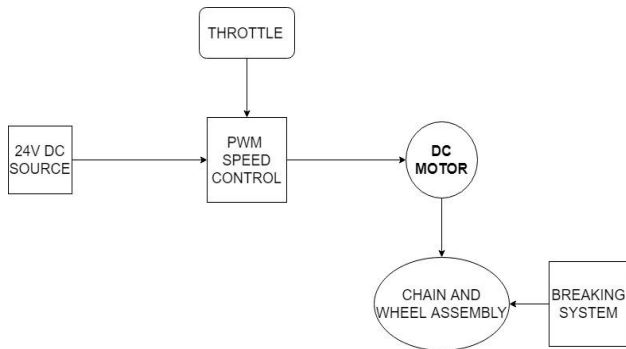 THROTTLE
24V DC
SOURCE
PWM
SPEED
CONTROL
DC
MOTOR
CHAIN AND
WHEEL ASSEMBLY
BREAKING
SYSTEM